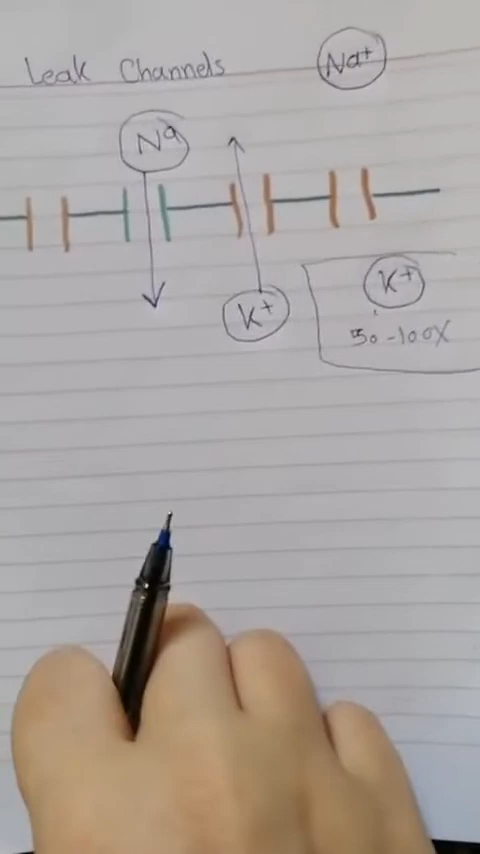 Leak Channels
Na+
Na
K+
K+
50-100X